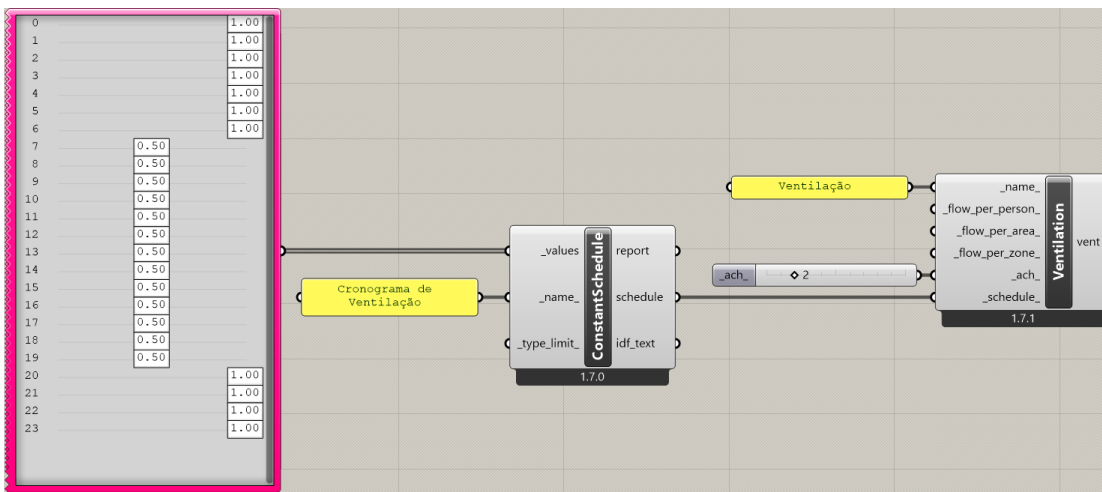 0 1.00
1 1.00
2 1.00
3 1.00
4 1.00
5 1.00
6 1.00
7 0.50
8 0.50
9 0.50
10 0.50
11 0.50
12 0.50
13 0.50
14 0.50
15 0.50
16 0.50
17 0.50
18 0.50
19 0.50
20 1.00
21 1.00
22 1.00
23 1.00
Cronograma de
Ventilação
_values
_name_
_type_limit_
ConstantSchedule
report
schedule
idf_text
1.7.0
Ventilação
_ach_ 2
_name_
_flow_per_person_
_flow_per_area_
_flow_per_zone_
_ach_
_schedule_
Ventilation
vent
1.7.1